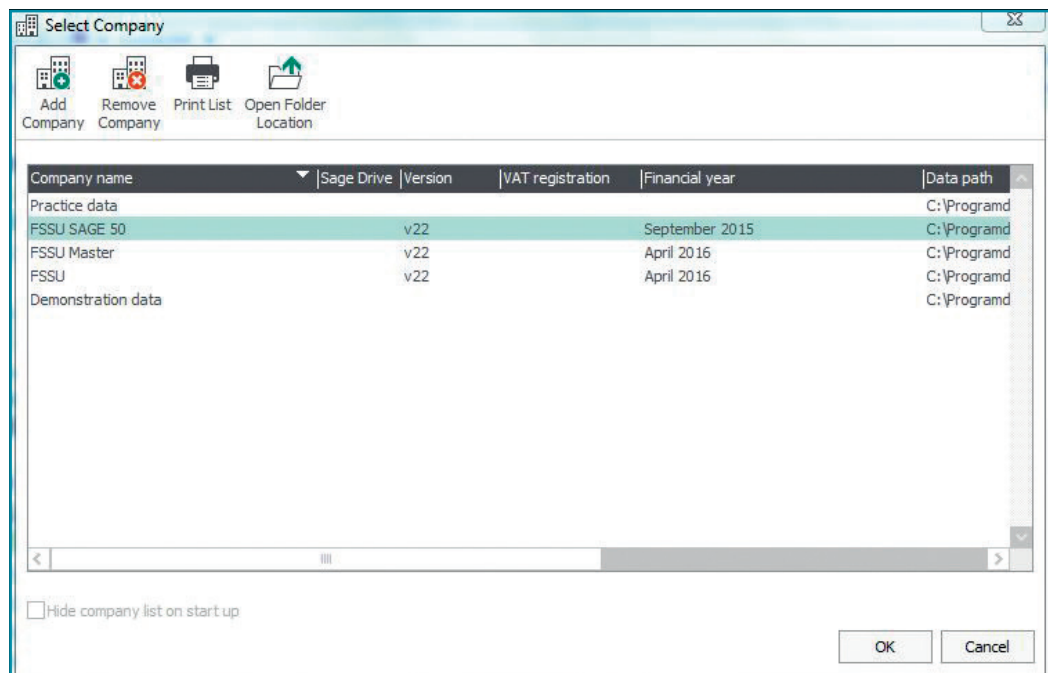 Select Company
Add Company
Remove Company
Print List
Open Folder Location
Company name Sage Drive Version VAT registration Financial year Data path
Practice data C:\Programd
FSSU SAGE 50 v22 September 2015 C:\Programd
FSSU Master v22 April 2016 C:\Programd
FSSU v22 April 2016 C:\Programd
Demonstration data C:\Programd
Hide company list on start up
OK Cancel